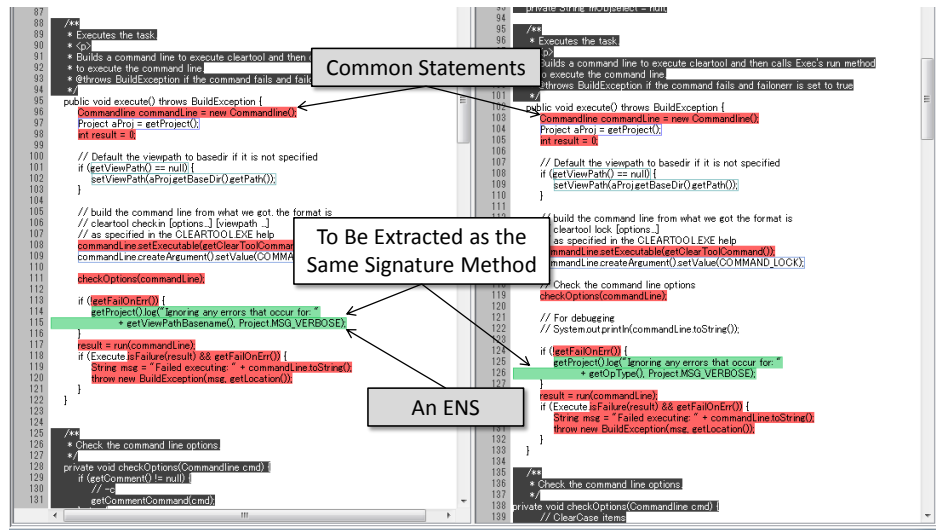 87
88 /**
89 * Executes the task.
90 * <p>
91 * Builds a command line to execute cleartool and then
92 * to execute the command line.
93 * @throws BuildException if the command fails and
94 */
95 public void execute() throws BuildException {
96 Commandline commandLine = new Commandline();
97 Project aProj = getProject();
98 int result = 0;
99
100 // Default the viewpath to basedir if it is not specified
101 if (getViewPath() == null) {
102 setViewPath(aProj.getBaseDir().getPath());
103 }
104
105 // build the command line from what we got. the format is
106 // cleartool checkin [options...] [viewpath ...]
107 // as specified in the CLEARTOOL.EXE help
108 commandLine.setExecutable(getClearToolComman
109 commandLine.createArgument().setValue(COMMA
110
111 checkOptions(commandLine);
112
113 if (!getFailOnErr()) {
114 getProject().log("Ignoring any errors that occur for: "
115 + getViewPathBasename(), Project.MSG_VERBOSE);
116 }
117 result = run(commandLine);
118 if (Execute.isFailure(result) && getFailOnErr()) {
119 String msg = "Failed executing: " + commandLine.toString();
120 throw new BuildException(msg, getLocation());
121 }
122 }
123
124
125 /**
126 * Check the command line options.
127 */
128 private void checkOptions(Commandline cmd) {
129 if (getComment() != null) {
130 // -c
131 getCommentCommand(cmd);
Common Statements
To Be Extracted as the
Same Signature Method
An ENS
93 private String mObjselect = null;
94
95 /**
96 * Executes the task.
<p>
Builds a command line to execute cleartool and then calls Exec's run method
to execute the command line.
@throws BuildException if the command fails and failonerr is set to true
101 */
102 public void execute() throws BuildException {
103 Commandline commandLine = new Commandline();
104 Project aProj = getProject();
105 int result = 0;
106
107 // Default the viewpath to basedir if it is not specified
108 if (getViewPath() == null) {
109 setViewPath(aProj.getBaseDir().getPath());
110 }
111
112 // build the command line from what we got the format is
113 // cleartool lock [options...]
as specified in the CLEARTOOL.EXE help
commandLine.setExecutable(getClearToolCommand());
commandLine.createArgument().setValue(COMMAND_LOCK);
// Check the command line options
119 checkOptions(commandLine);
120
121 // For debugging
122 // System.out.println(commandLine.toString());
123
124 if (!getFailOnErr()) {
125 getProject().log("Ignoring any errors that occur for: "
126 + getOpType(), Project.MSG_VERBOSE);
127 }
128 result = run(commandLine);
129 if (Execute.isFailure(result) && getFailOnErr()) {
130 String msg = "Failed executing: " + commandLine.toString();
131 throw new BuildException(msg, getLocation());
132 }
133 }
134
135 /**
136 * Check the command line options.
137 */
138 private void checkOptions(Commandline cmd) {
139 // ClearCase items